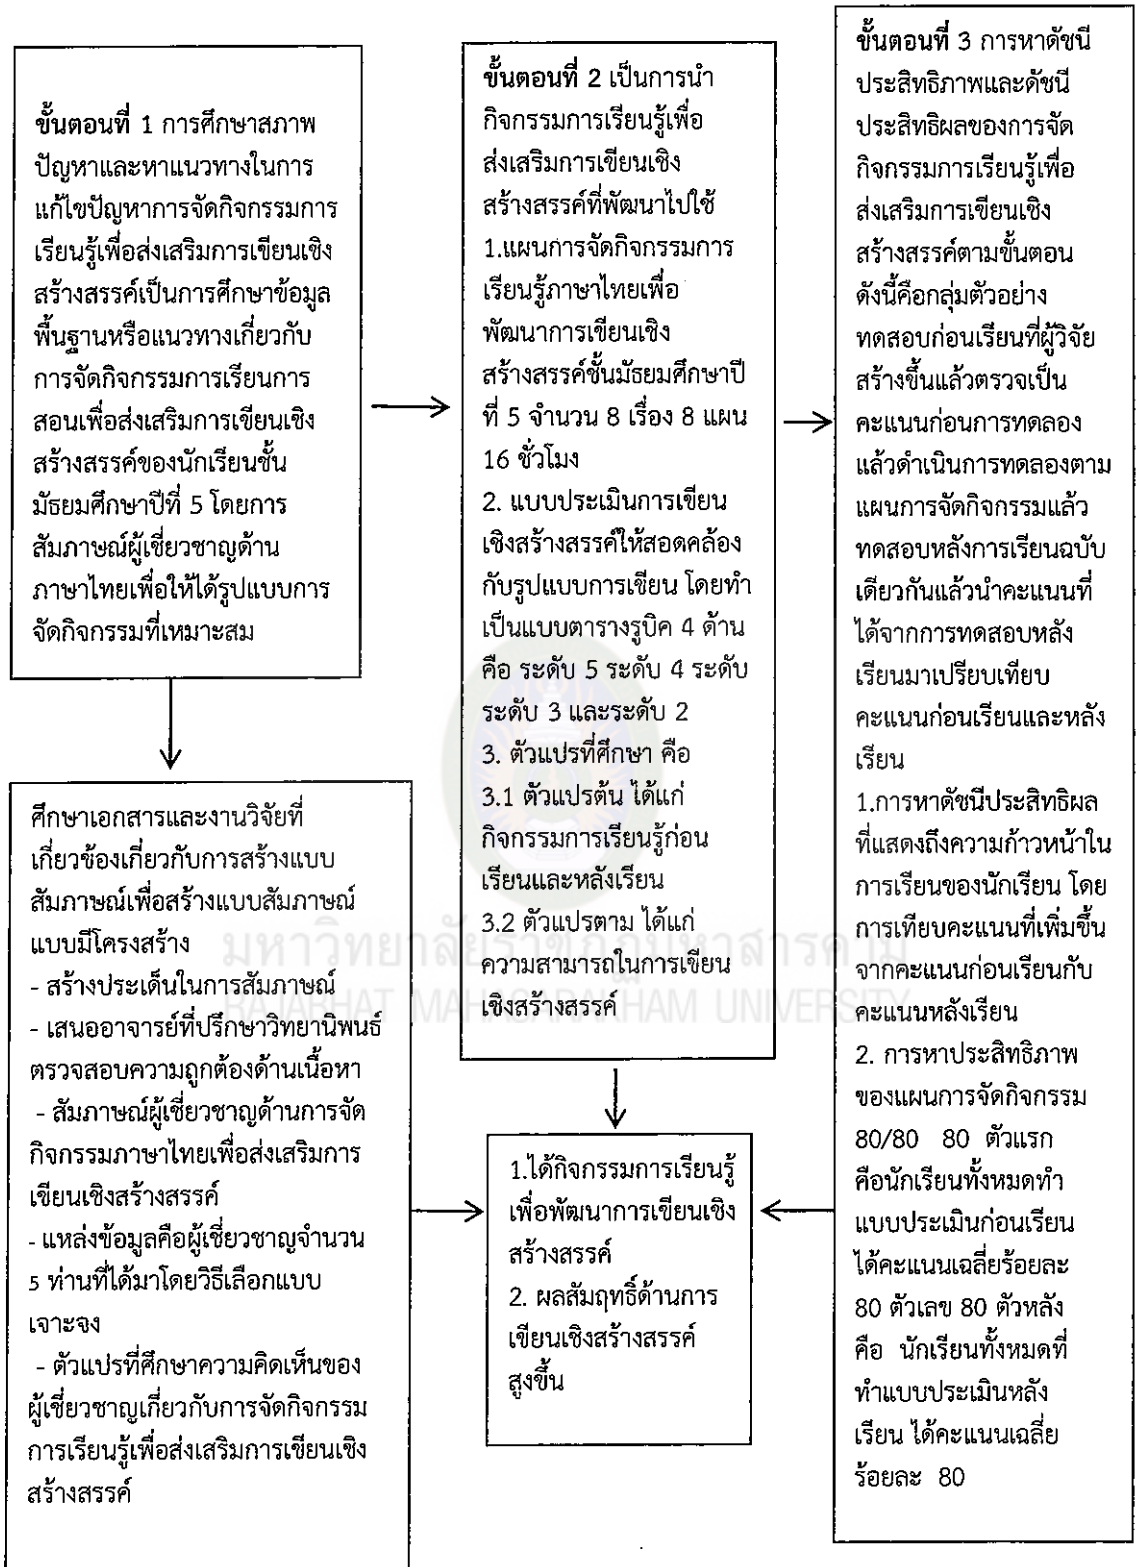 ขั้นตอนที่ 1 การศึกษาสภาพ
ปัญหาและหาแนวทางในการ
แก้ไขปัญหาการจัดกิจกรรมการ
เรียนรู้เพื่อส่งเสริมการเขียนเชิง
สร้างสรรค์เป็นการศึกษาข้อมูล
พื้นฐานหรือแนวทางเกี่ยวกับ
การจัดกิจกรรมการเรียนการ
สอนเพื่อส่งเสริมการเขียนเชิง
สร้างสรรค์ของนักเรียนชั้น
มัธยมศึกษาปีที่ 5 โดยการ
สัมภาษณ์ผู้เชี่ยวชาญด้าน
ภาษาไทยเพื่อให้ได้รูปแบบการ
จัดกิจกรรมที่เหมาะสม
ศึกษาเอกสารและงานวิจัยที่
เกี่ยวข้องเกี่ยวกับการสร้างแบบ
สัมภาษณ์เพื่อสร้างแบบสัมภาษณ์
แบบมีโครงสร้าง
- สร้างประเด็นในการสัมภาษณ์
- เสนออาจารย์ที่ปรึกษาวิทยานิพนธ์
ตรวจสอบความถูกต้องด้านเนื้อหา
- สัมภาษณ์ผู้เชี่ยวชาญด้านการจัด
กิจกรรมภาษาไทยเพื่อส่งเสริมการ
เขียนเชิงสร้างสรรค์
- แหล่งข้อมูลคือผู้เชี่ยวชาญจำนวน
5 ท่านที่ได้มาโดยวิธีเลือกแบบ
เจาะจง
- ตัวแปรที่ศึกษาความคิดเห็นของ
ผู้เชี่ยวชาญเกี่ยวกับการจัดกิจกรรม
การเรียนรู้เพื่อส่งเสริมการเขียนเชิง
สร้างสรรค์
ขั้นตอนที่ 2 เป็นการนำ
กิจกรรมการเรียนรู้เพื่อ
ส่งเสริมการเขียนเชิง
สร้างสรรค์ที่พัฒนาไปใช้
1.แผนการจัดกิจกรรมการ
เรียนรู้ภาษาไทยเพื่อ
พัฒนาการเขียนเชิง
สร้างสรรค์ชั้นมัธยมศึกษาปี
ที่ 5 จำนวน 8 เรื่อง 8 แผน
16 ชั่วโมง
2. แบบประเมินการเขียน
เชิงสร้างสรรค์ให้สอดคล้อง
กับรูปแบบการเขียน โดยทำ
เป็นแบบตารางรูบิค 4 ด้าน
คือ ระดับ 5 ระดับ 4 ระดับ
ระดับ 3 และระดับ 2
3. ตัวแปรที่ศึกษา คือ
3.1 ตัวแปรต้น ได้แก่
กิจกรรมการเรียนรู้ก่อน
เรียนและหลังเรียน
3.2 ตัวแปรตาม ได้แก่
ความสามารถในการเขียน
เชิงสร้างสรรค์
1.ได้กิจกรรมการเรียนรู้
เพื่อพัฒนาการเขียนเชิง
สร้างสรรค์
2. ผลสัมฤทธิ์ด้านการ
เขียนเชิงสร้างสรรค์
สูงขึ้น
ขั้นตอนที่ 3 การหาดัชนี
ประสิทธิภาพและดัชนี
ประสิทธิผลของการจัด
กิจกรรมการเรียนรู้เพื่อ
ส่งเสริมการเขียนเชิง
สร้างสรรค์ตามขั้นตอน
ดังนี้คือกลุ่มตัวอย่าง
ทดสอบก่อนเรียนที่ผู้วิจัย
สร้างขึ้นแล้วตรวจเป็น
คะแนนก่อนการทดลอง
แล้วดำเนินการทดลองตาม
แผนการจัดกิจกรรมแล้ว
ทดสอบหลังการเรียนฉบับ
เดียวกันแล้วนำคะแนนที่
ได้จากการทดสอบหลัง
เรียนมาเปรียบเทียบ
คะแนนก่อนเรียนและหลัง
เรียน
1.การหาดัชนีประสิทธิผล
ที่แสดงถึงความก้าวหน้าใน
การเรียนของนักเรียน โดย
การเทียบคะแนนที่เพิ่มขึ้น
จากคะแนนก่อนเรียนกับ
คะแนนหลังเรียน
2. การหาประสิทธิภาพ
ของแผนการจัดกิจกรรม
80/80 80 ตัวแรก
คือนักเรียนทั้งหมดทำ
แบบประเมินก่อนเรียน
ได้คะแนนเฉลี่ยร้อยละ
80 ตัวเลข 80 ตัวหลัง
คือ นักเรียนทั้งหมดที่
ทำแบบประเมินหลัง
เรียน ได้คะแนนเฉลี่ย
ร้อยละ 80
มหาวิทยาลัยราชภัฏมหาสารคาม
RAJABHAT MAHASARAKHAM UNIVERSITY